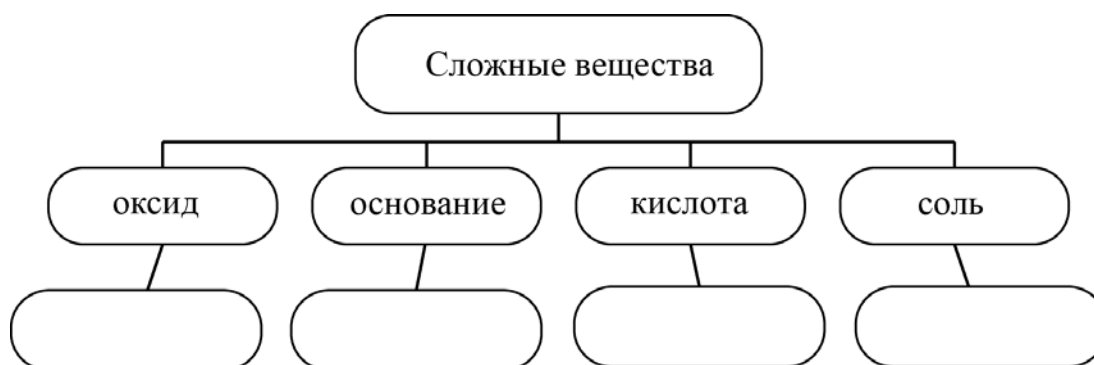 Сложные вещества
оксид
основание
кислота
соль